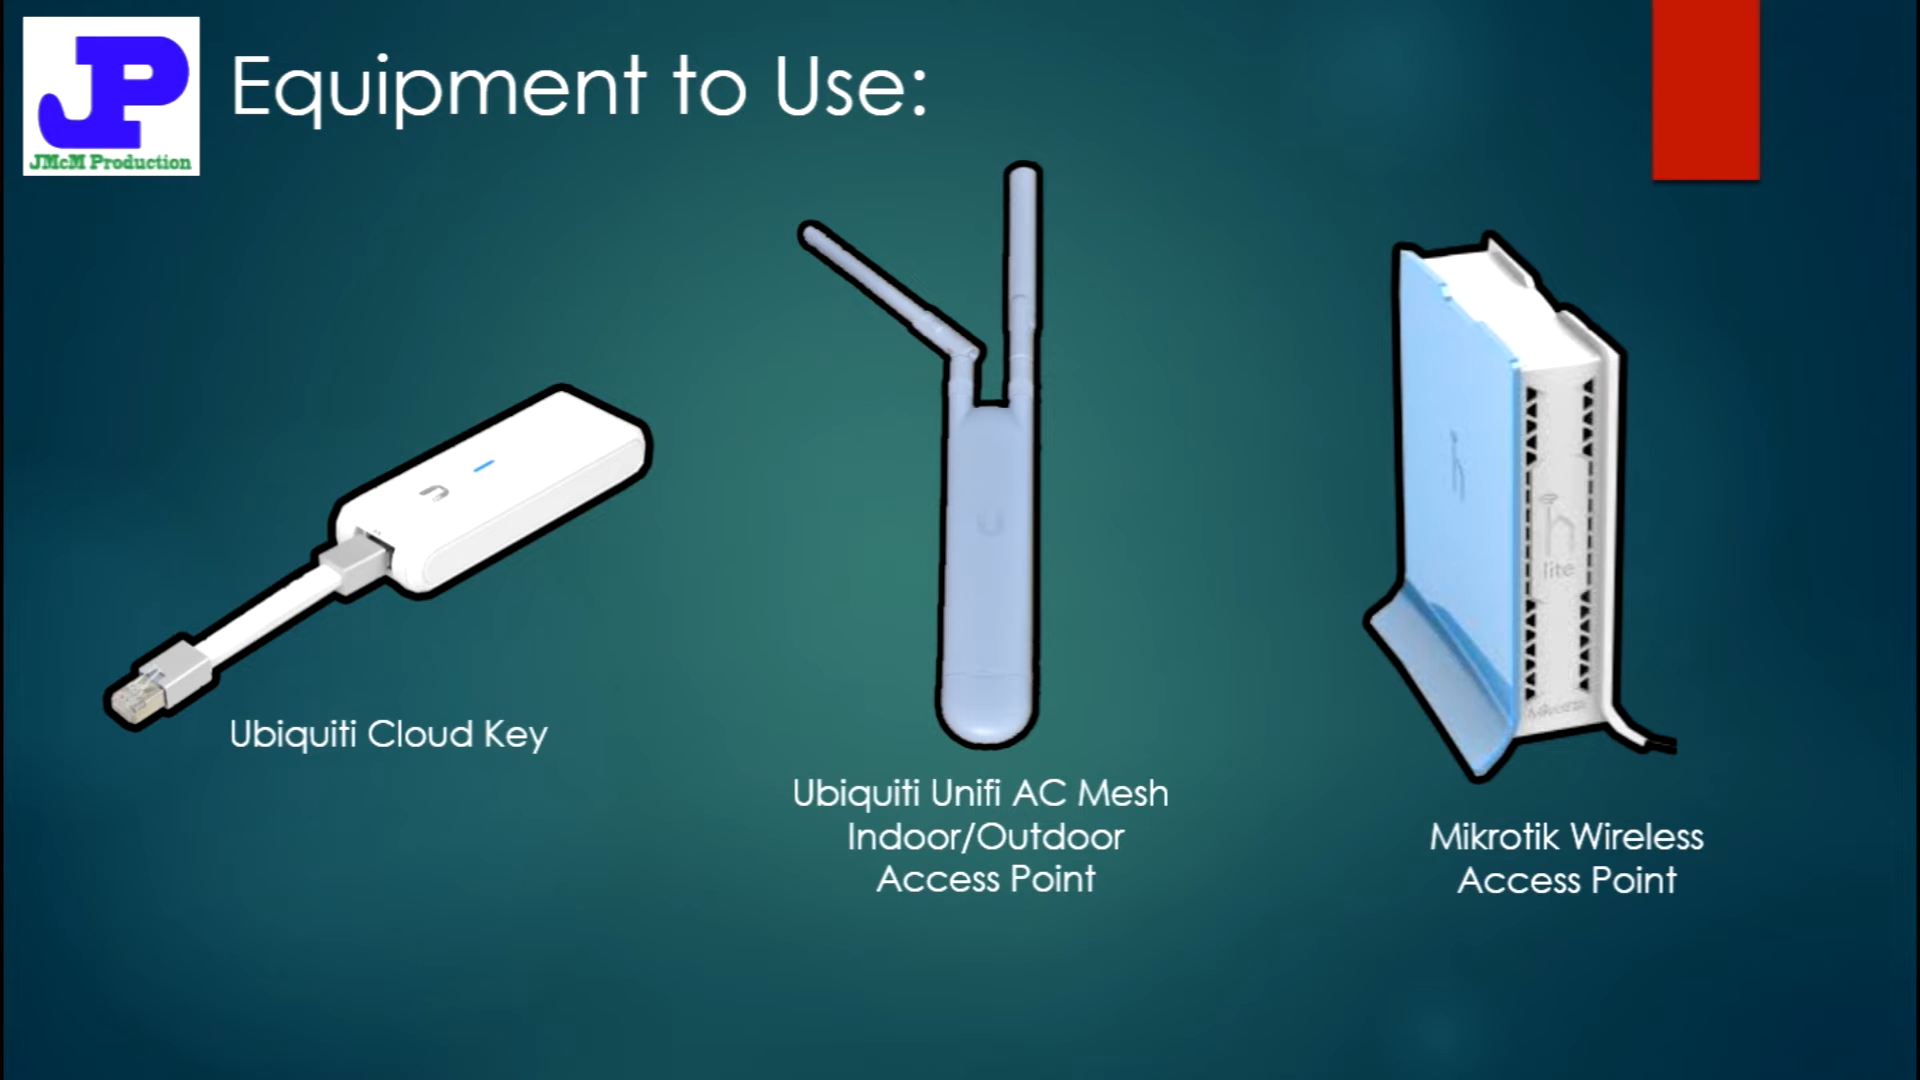 JP
JMcM Production
Equipment to Use:
Ubiquiti Cloud Key
Ubiquiti Unifi AC Mesh
Indoor/Outdoor
Access Point
lite
Mikrotik Wireless
Access Point